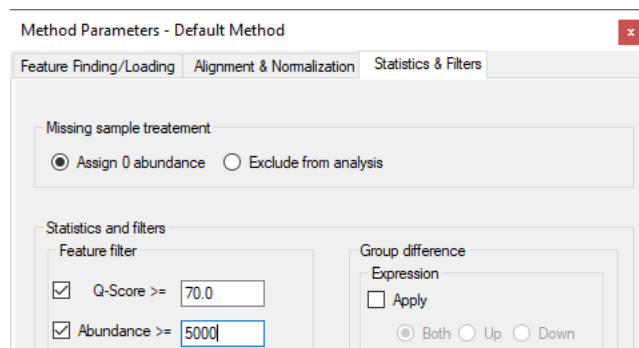 Method Parameters - Default Method
x
Feature Finding/Loading Alignment & Normalization Statistics & Filters
Missing sample treatement
Assign 0 abundance Exclude from analysis
Statistics and filters
Feature filter Group difference
Expression
Q-Score >= 70.0 Apply
Abundance >= 5000 Both Up Down